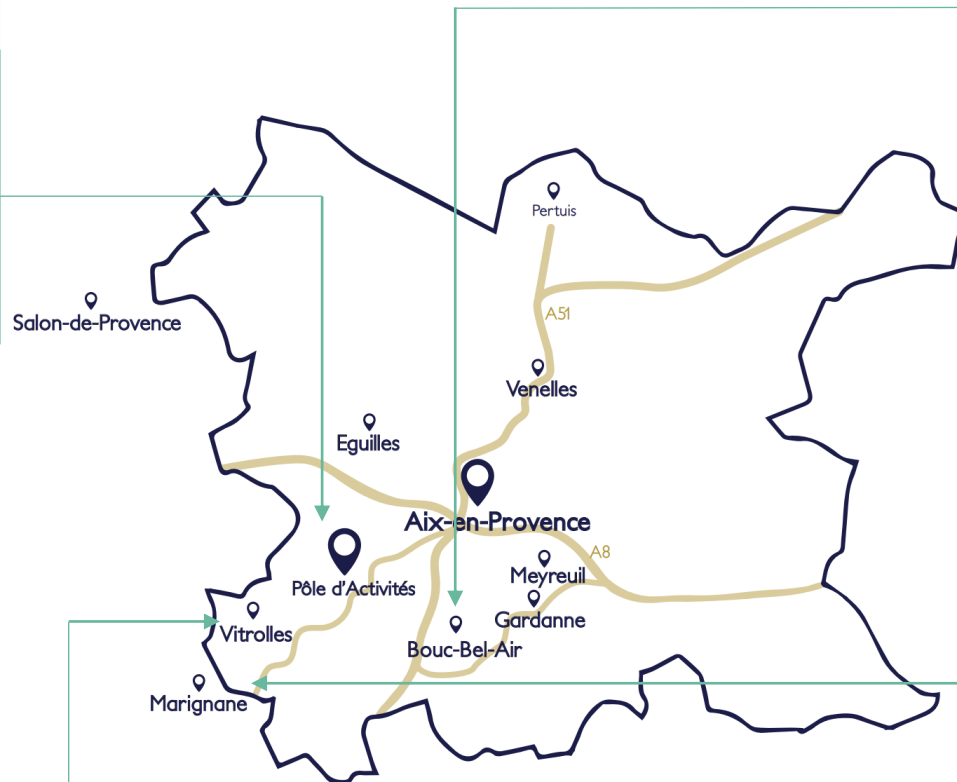 Pertuis
Salon-de-Provence
A51
Venelles
Eguilles
Aix-en-Provence
A8
Meyreuil
Pôle d'Activités
Gardanne
Vitrolles
Bouc-Bel-Air
Marignane